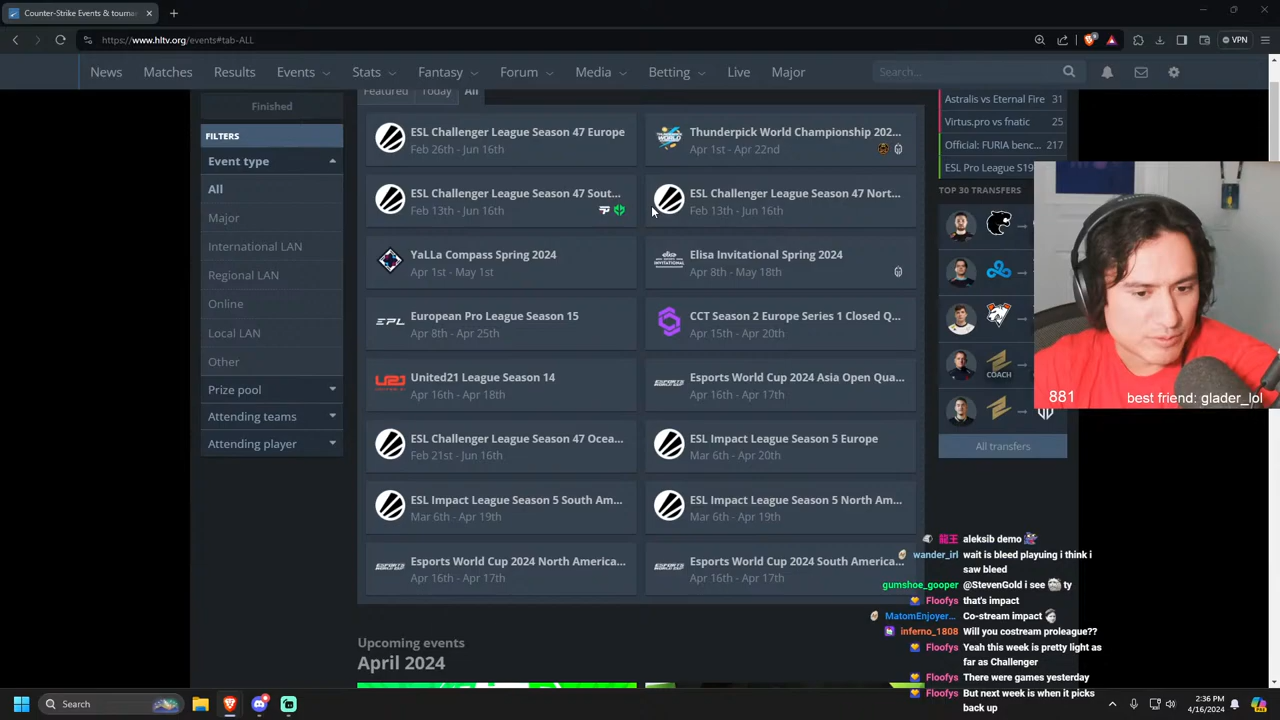 Counter-Strike Events & tourna
https://www.hltv.org/events#tab-ALL
VPN
News Matches Results Events Stats Fantasy Forum Media Betting Live Major
Search...
Featured Today All
Finished
FILTERS
Event type
All
Major
International LAN
Regional LAN
Online
Local LAN
Other
Prize pool
Attending teams
Attending player
ESL Challenger League Season 47 Europe
Feb 26th - Jun 16th
Thunderpick World Championship 202...
Apr 1st - Apr 22nd
ESL Challenger League Season 47 Sout...
Feb 13th - Jun 16th
ESL Challenger League Season 47 Nort...
Feb 13th - Jun 16th
YaLLa Compass Spring 2024
Apr 1st - May 1st
Elisa Invitational Spring 2024
Apr 8th - May 18th
EPL
European Pro League Season 15
Apr 8th - Apr 25th
CCT Season 2 Europe Series 1 Closed Q...
Apr 15th - Apr 20th
United21 League Season 14
Apr 16th - Apr 18th
Esports World Cup 2024 Asia Open Qua...
Apr 16th - Apr 17th
ESL Challenger League Season 47 Ocea...
Feb 21st - Jun 16th
ESL Impact League Season 5 Europe
Mar 6th - Apr 20th
ESL Impact League Season 5 South Am...
Mar 6th - Apr 19th
ESL Impact League Season 5 North Am...
Mar 6th - Apr 19th
Esports World Cup 2024 North America...
Apr 16th - Apr 17th
Esports World Cup 2024 South America...
Apr 16th - Apr 17th
Upcoming events
April 2024
Astralis vs Eternal Fire 31
Virtus.pro vs fnatic 25
Official: FURIA benc... 217
ESL Pro League S19
TOP 30 TRANSFERS
COACH
All transfers
881 best friend: glader_lol
龍王 aleksib demo
wander_irl wait is bleed playuing i think i
saw bleed
gumshoe_gooper @StevenGold i see ty
Floofys that's impact
MatomEnjoyer... Co-stream impact
inferno_1808 Will you costream proleague??
Floofys Yeah this week is pretty light as
far as Challenger
Floofys There were games yesterday
Floofys But next week is when it picks
back up
Search
2:36 PM
4/16/2024